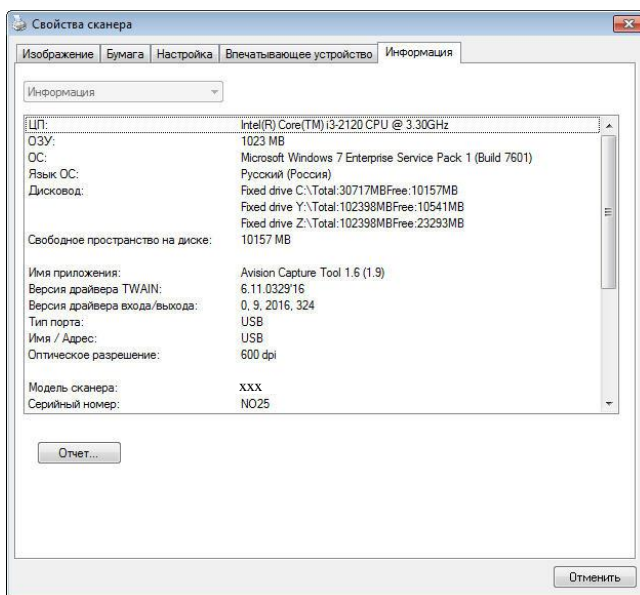 Свойства сканера
Изображение Бумага Настройка Впечатывающее устройство Информация
Информация
ЦП: Intel(R) Core(TM) i3-2120 CPU @ 3.30GHz
ОЗУ: 1023 MB
ОС: Microsoft Windows 7 Enterprise Service Pack 1 (Build 7601)
Язык ОС: Русский (Россия)
Дисковод: Fixed drive C:\Total:30717MBFree:10157MB
Fixed drive Y:\Total:102398MBFree:10541MB
Fixed drive Z:\Total:102398MBFree:23293MB
Свободное пространство на диске: 10157 MB
Имя приложения: Avision Capture Tool 1.6 (1.9)
Версия драйвера TWAIN: 6.11.0329'16
Версия драйвера входа/выхода: 0, 9, 2016, 324
Тип порта: USB
Имя / Адрес: USB
Оптическое разрешение: 600 dpi
Модель сканера: XXX
Серийный номер: NO25
Отчет...
Отменить